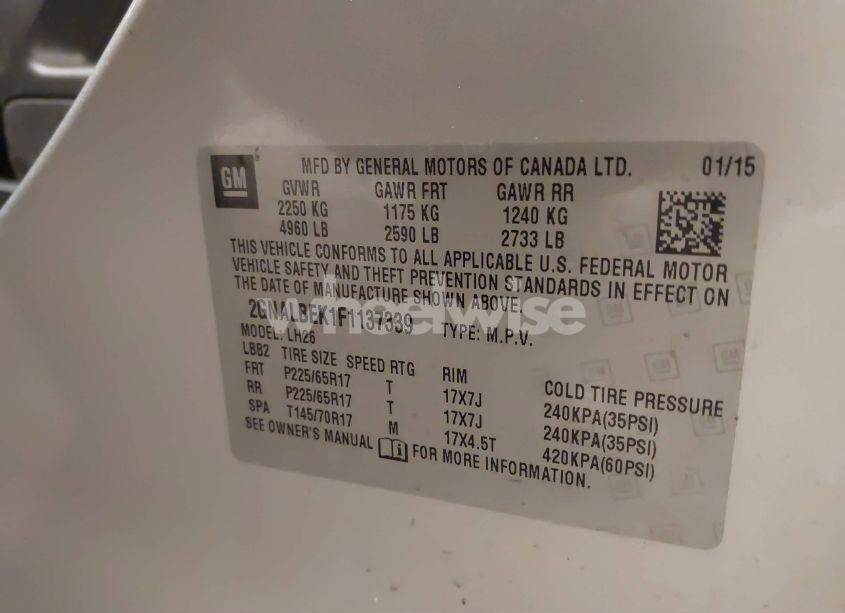 GM
MFD BY GENERAL MOTORS OF CANADA LTD. 01/15
GVWR GAWR FRT GAWR RR
2250 KG 1175 KG 1240 KG
4960 LB 2590 LB 2733 LB
THIS VEHICLE CONFORMS TO ALL APPLICABLE U.S. FEDERAL MOTOR
VEHICLE SAFETY AND THEFT PREVENTION STANDARDS IN EFFECT ON
THE DATE OF MANUFACTURE SHOWN ABOVE.
2GNALBEK1F1137339 TYPE: M.P.V.
wheelwise
MODEL: LH26
LBB2 TIRE SIZE SPEED RTG RIM COLD TIRE PRESSURE
FRT P225/65R17 T 17X7J 240KPA(35PSI)
RR P225/65R17 T 17X7J 240KPA(35PSI)
SPA T145/70R17 M 17X4.5T 420KPA(60PSI)
SEE OWNER'S MANUAL FOR MORE INFORMATION.